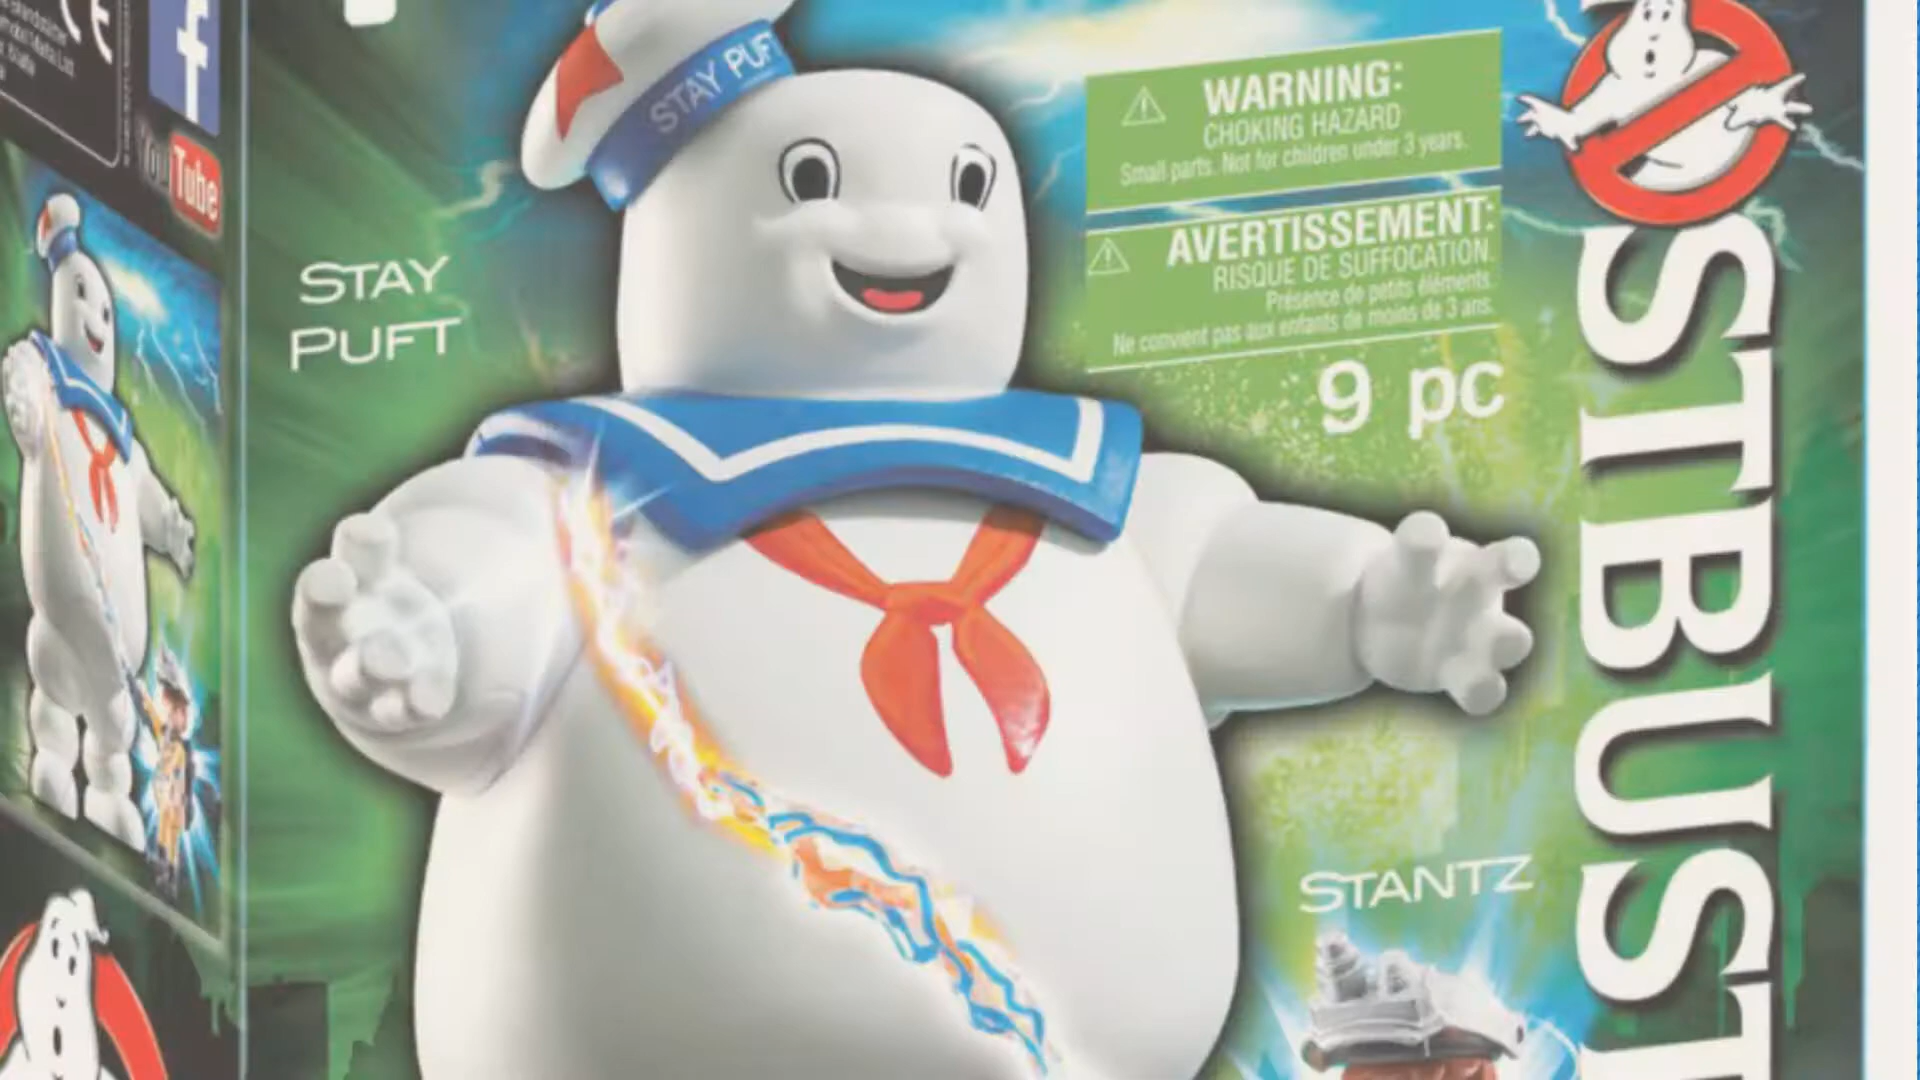 f
You
Tube
STAY PUFT
STAY
PUFT
WARNING:
CHOKING HAZARD
Small parts. Not for children under 3 years.
AVERTISSEMENT:
RISQUE DE SUFFOCATION.
Présence de petits éléments.
Ne convient pas aux enfants de moins de 3 ans.
9 pc
STANTZ
OSTBUST
CE